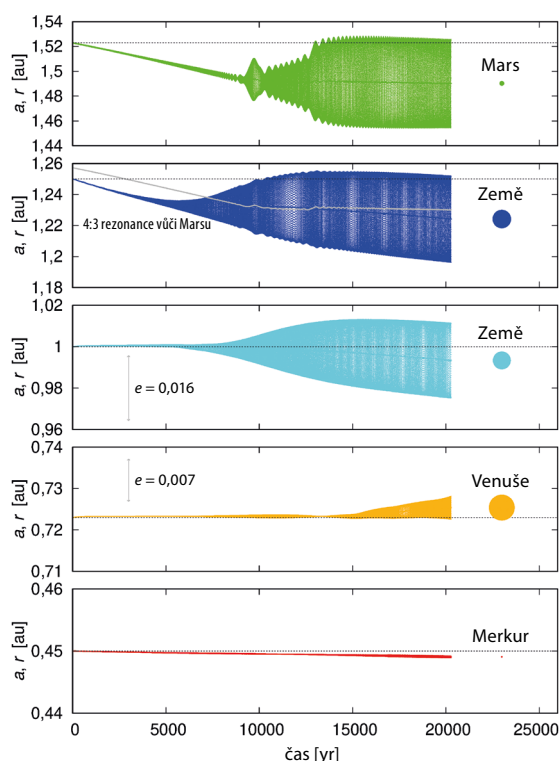 1,54
1,52
1,5
1,48
1,46
1,44
a, r [au]
Mars
1,26
1,24
1,22
1,2
1,18
a, r [au]
Země
4:3 rezonance vůči Marsu
1,02
1
0,98
0,96
a, r [au]
Země
e = 0,016
0,74
0,73
0,72
0,71
a, r [au]
Venuše
e = 0,007
0,46
0,45
0,44
a, r [au]
Merkur
0 5000 10000 15000 20000 25000
čas [yr]